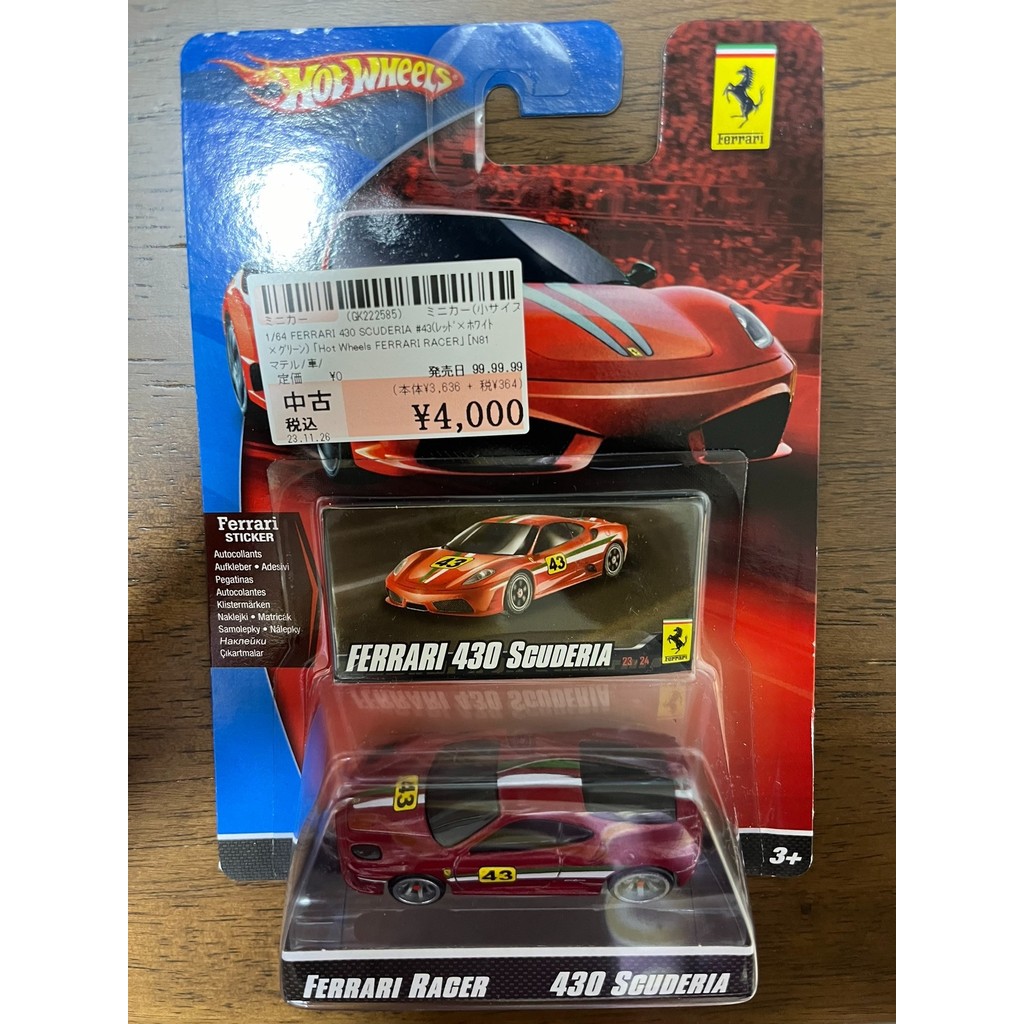 HOT WHEELS
Ferrari
ミニカー (GK222585) ミニカー(小サイズ
1/64 FERRARI 430 SCUDERIA #43(レッド×ホワイト
×グリーン)「Hot Wheels FERRARI RACER」[N81
マテル/車/
定価 ¥0 発売日 99.99.99
中古 (本体¥3,636 + 税¥364)
税込 ¥4,000
23.11.26
Ferrari
STICKER
Autocollants
Aufkleber • Adesivi
Pegatinas
Autocolantes
Klistermärken
Naklejki • Matricák
Samolepky • Nálepky
Наклейки
Çıkartmalar
43
43
FERRARI 430 SCUDERIA 23/24
Ferrari
43
43
3+
FERRARI RACER 430 SCUDERIA